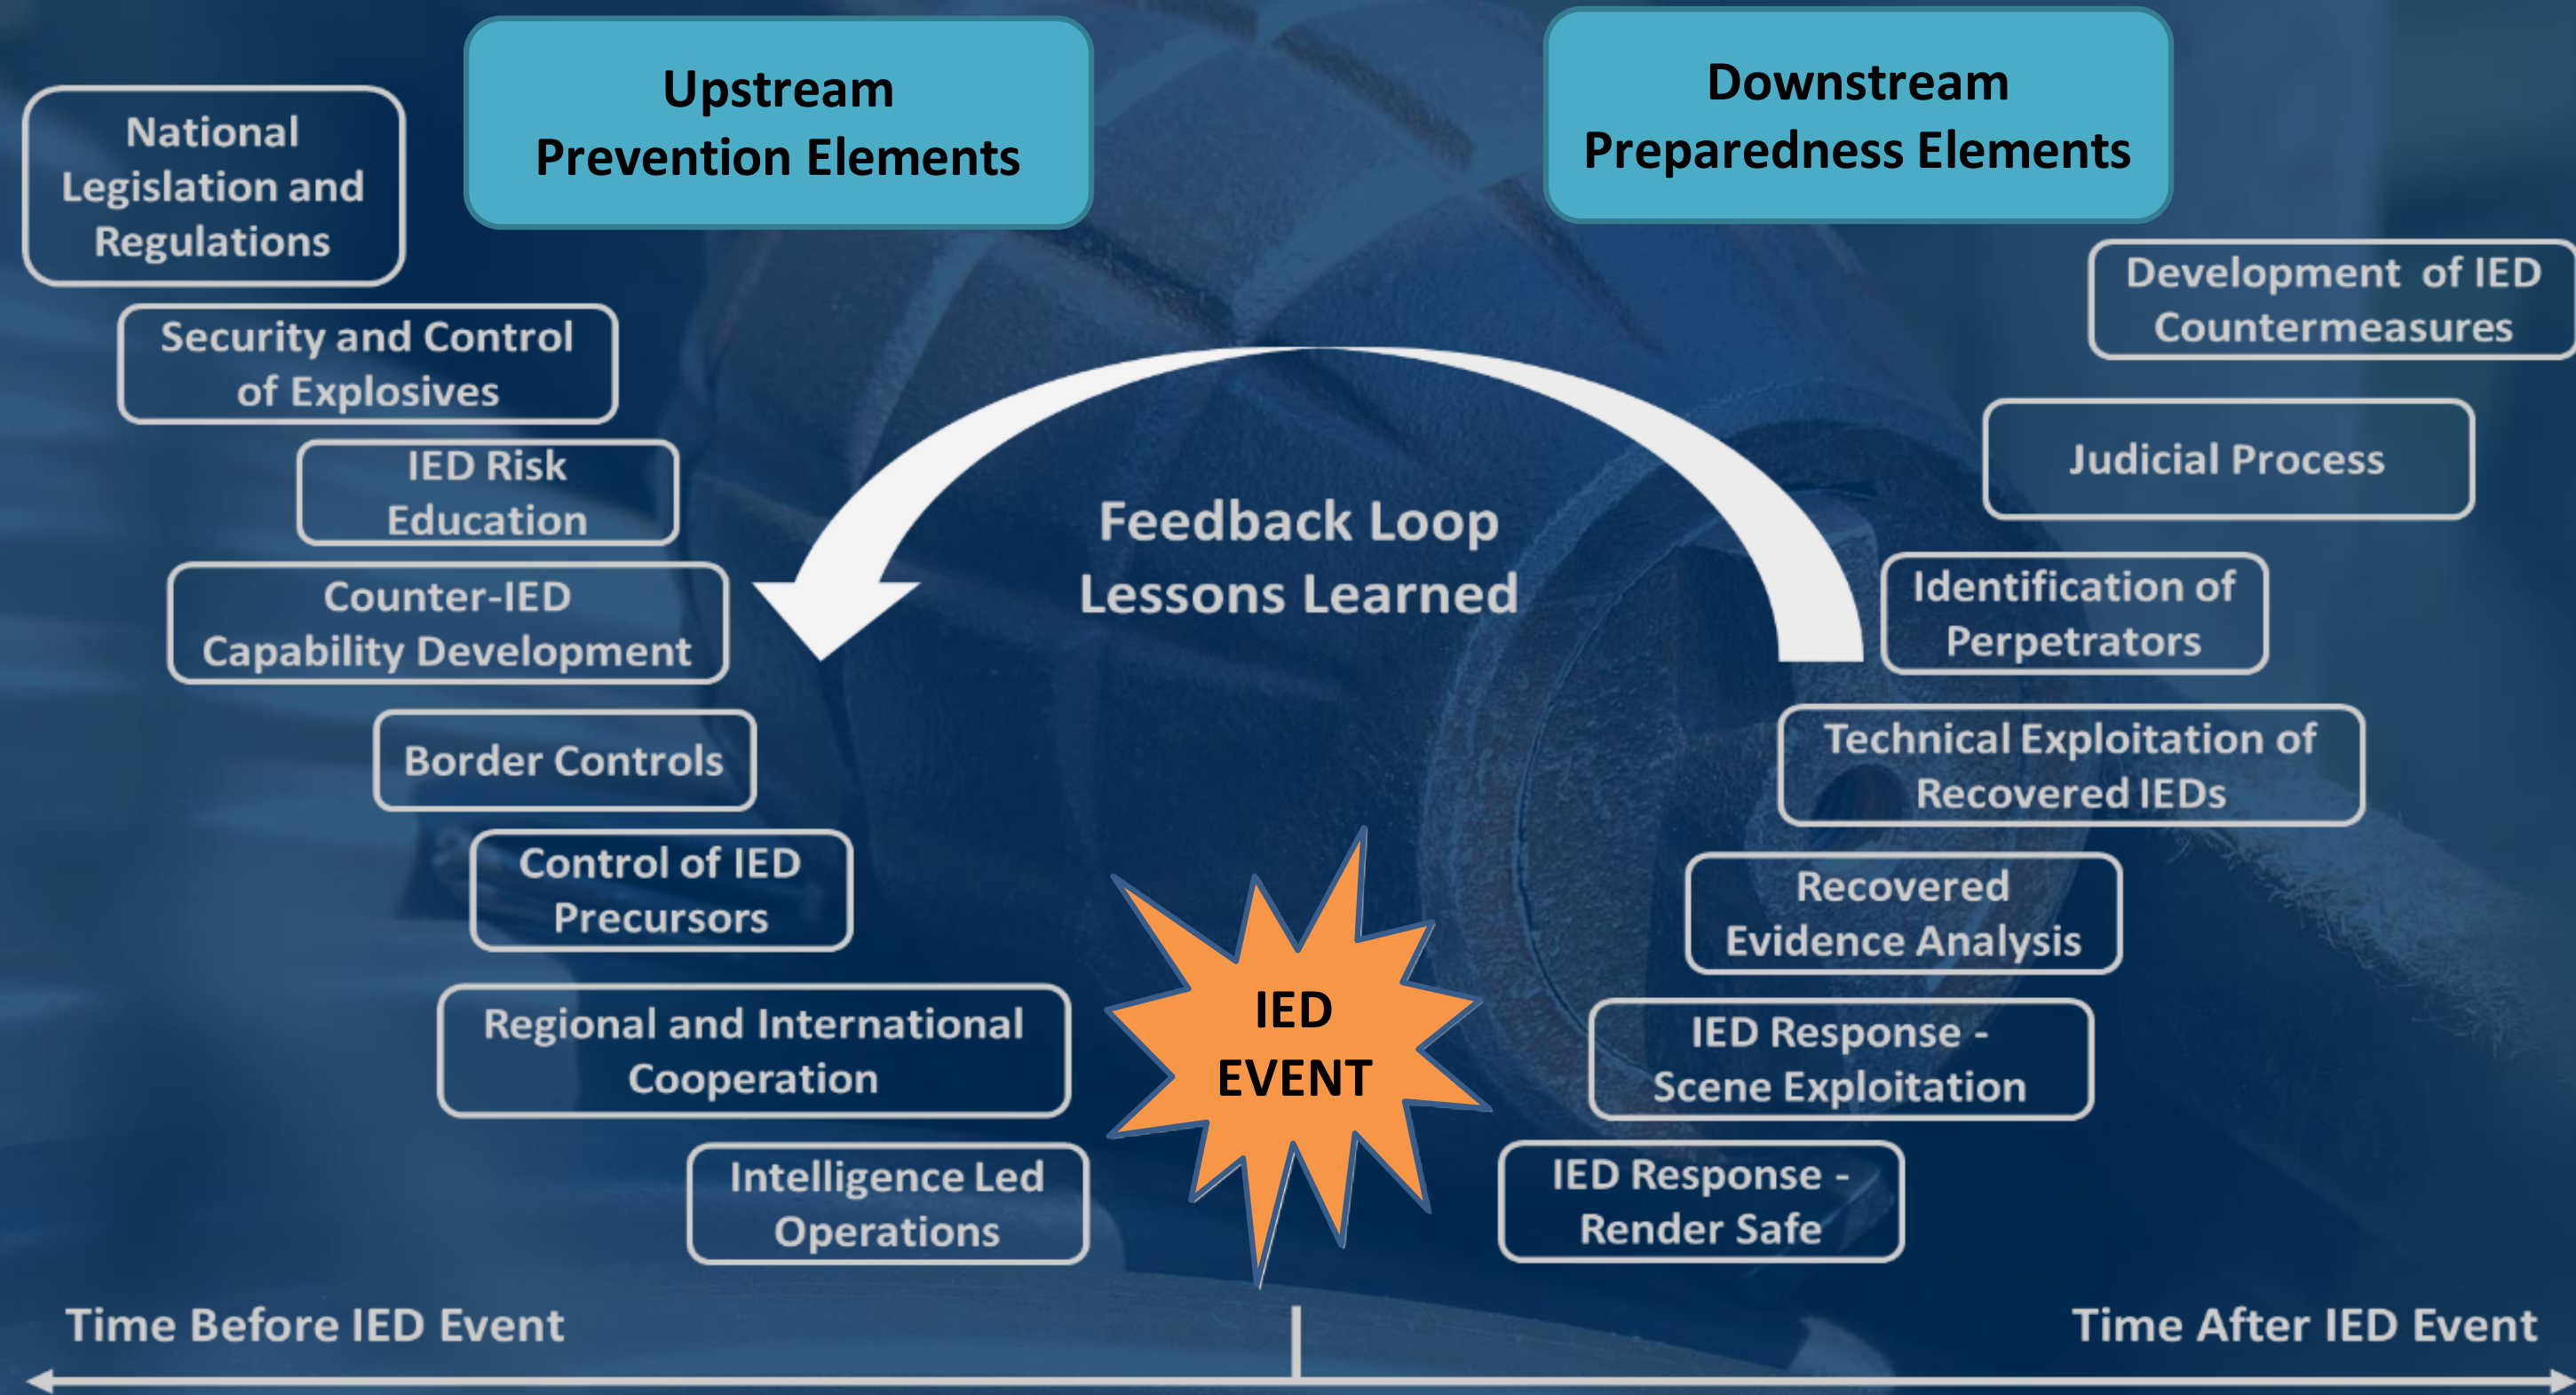 Upstream
Prevention Elements
Downstream
Preparedness Elements
National
Legislation and
Regulations
Security and Control
of Explosives
IED Risk
Education
Counter-IED
Capability Development
Border Controls
Control of IED
Precursors
Regional and International
Cooperation
Intelligence Led
Operations
Feedback Loop
Lessons Learned
IED
EVENT
Development of IED
Countermeasures
Judicial Process
Identification of
Perpetrators
Technical Exploitation of
Recovered IEDs
Recovered
Evidence Analysis
IED Response -
Scene Exploitation
IED Response -
Render Safe
Time Before IED Event
Time After IED Event